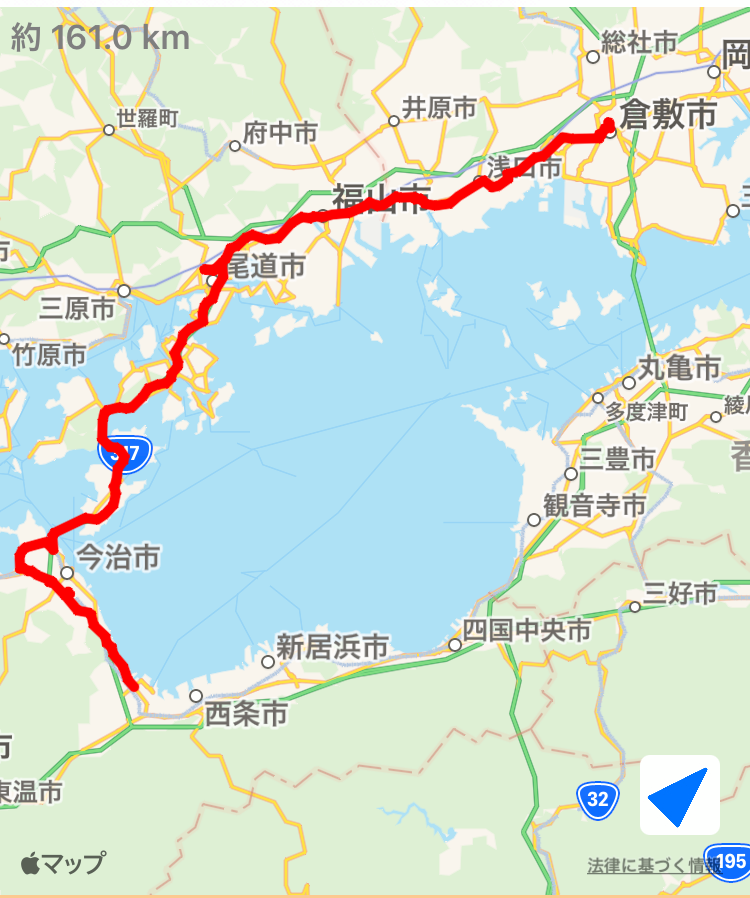 約 161.0 km
総社市
岡
世羅町
井原市
倉敷市
府中市
浅口市
福山市
三
市
尾道市
三原市
竹原市
丸亀市
多度津町
綾川
317
三豊市
香
観音寺市
今治市
三好市
四国中央市
新居浜市
西条市
市
東温市
32
マップ
法律に基づく情報
195